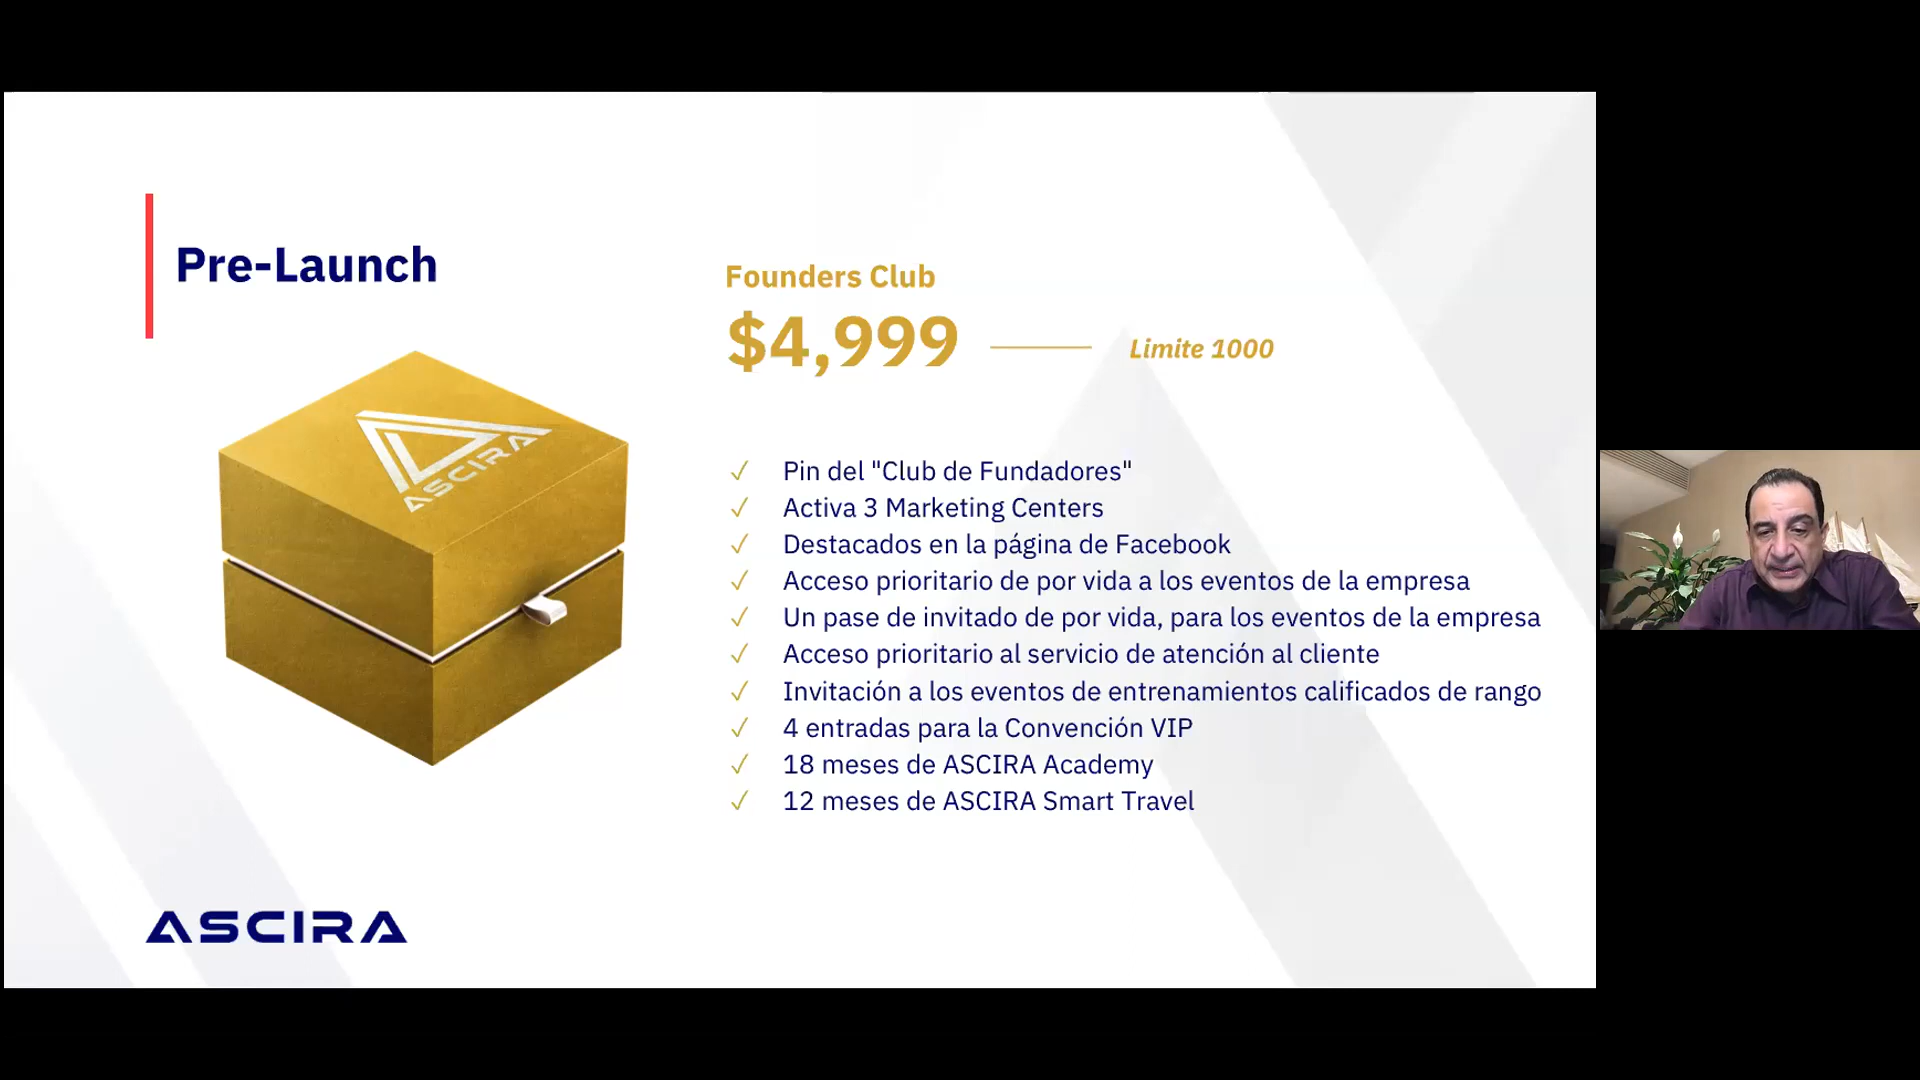 Pre-Launch
ASCIRA
Founders Club
$4,999
Limite 1000
✓ Pin del "Club de Fundadores"
✓ Activa 3 Marketing Centers
✓ Destacados en la página de Facebook
✓ Acceso prioritario de por vida a los eventos de la empresa
✓ Un pase de invitado de por vida, para los eventos de la empresa
✓ Acceso prioritario al servicio de atención al cliente
✓ Invitación a los eventos de entrenamientos calificados de rango
✓ 4 entradas para la Convención VIP
✓ 18 meses de ASCIRA Academy
✓ 12 meses de ASCIRA Smart Travel
ASCIRA